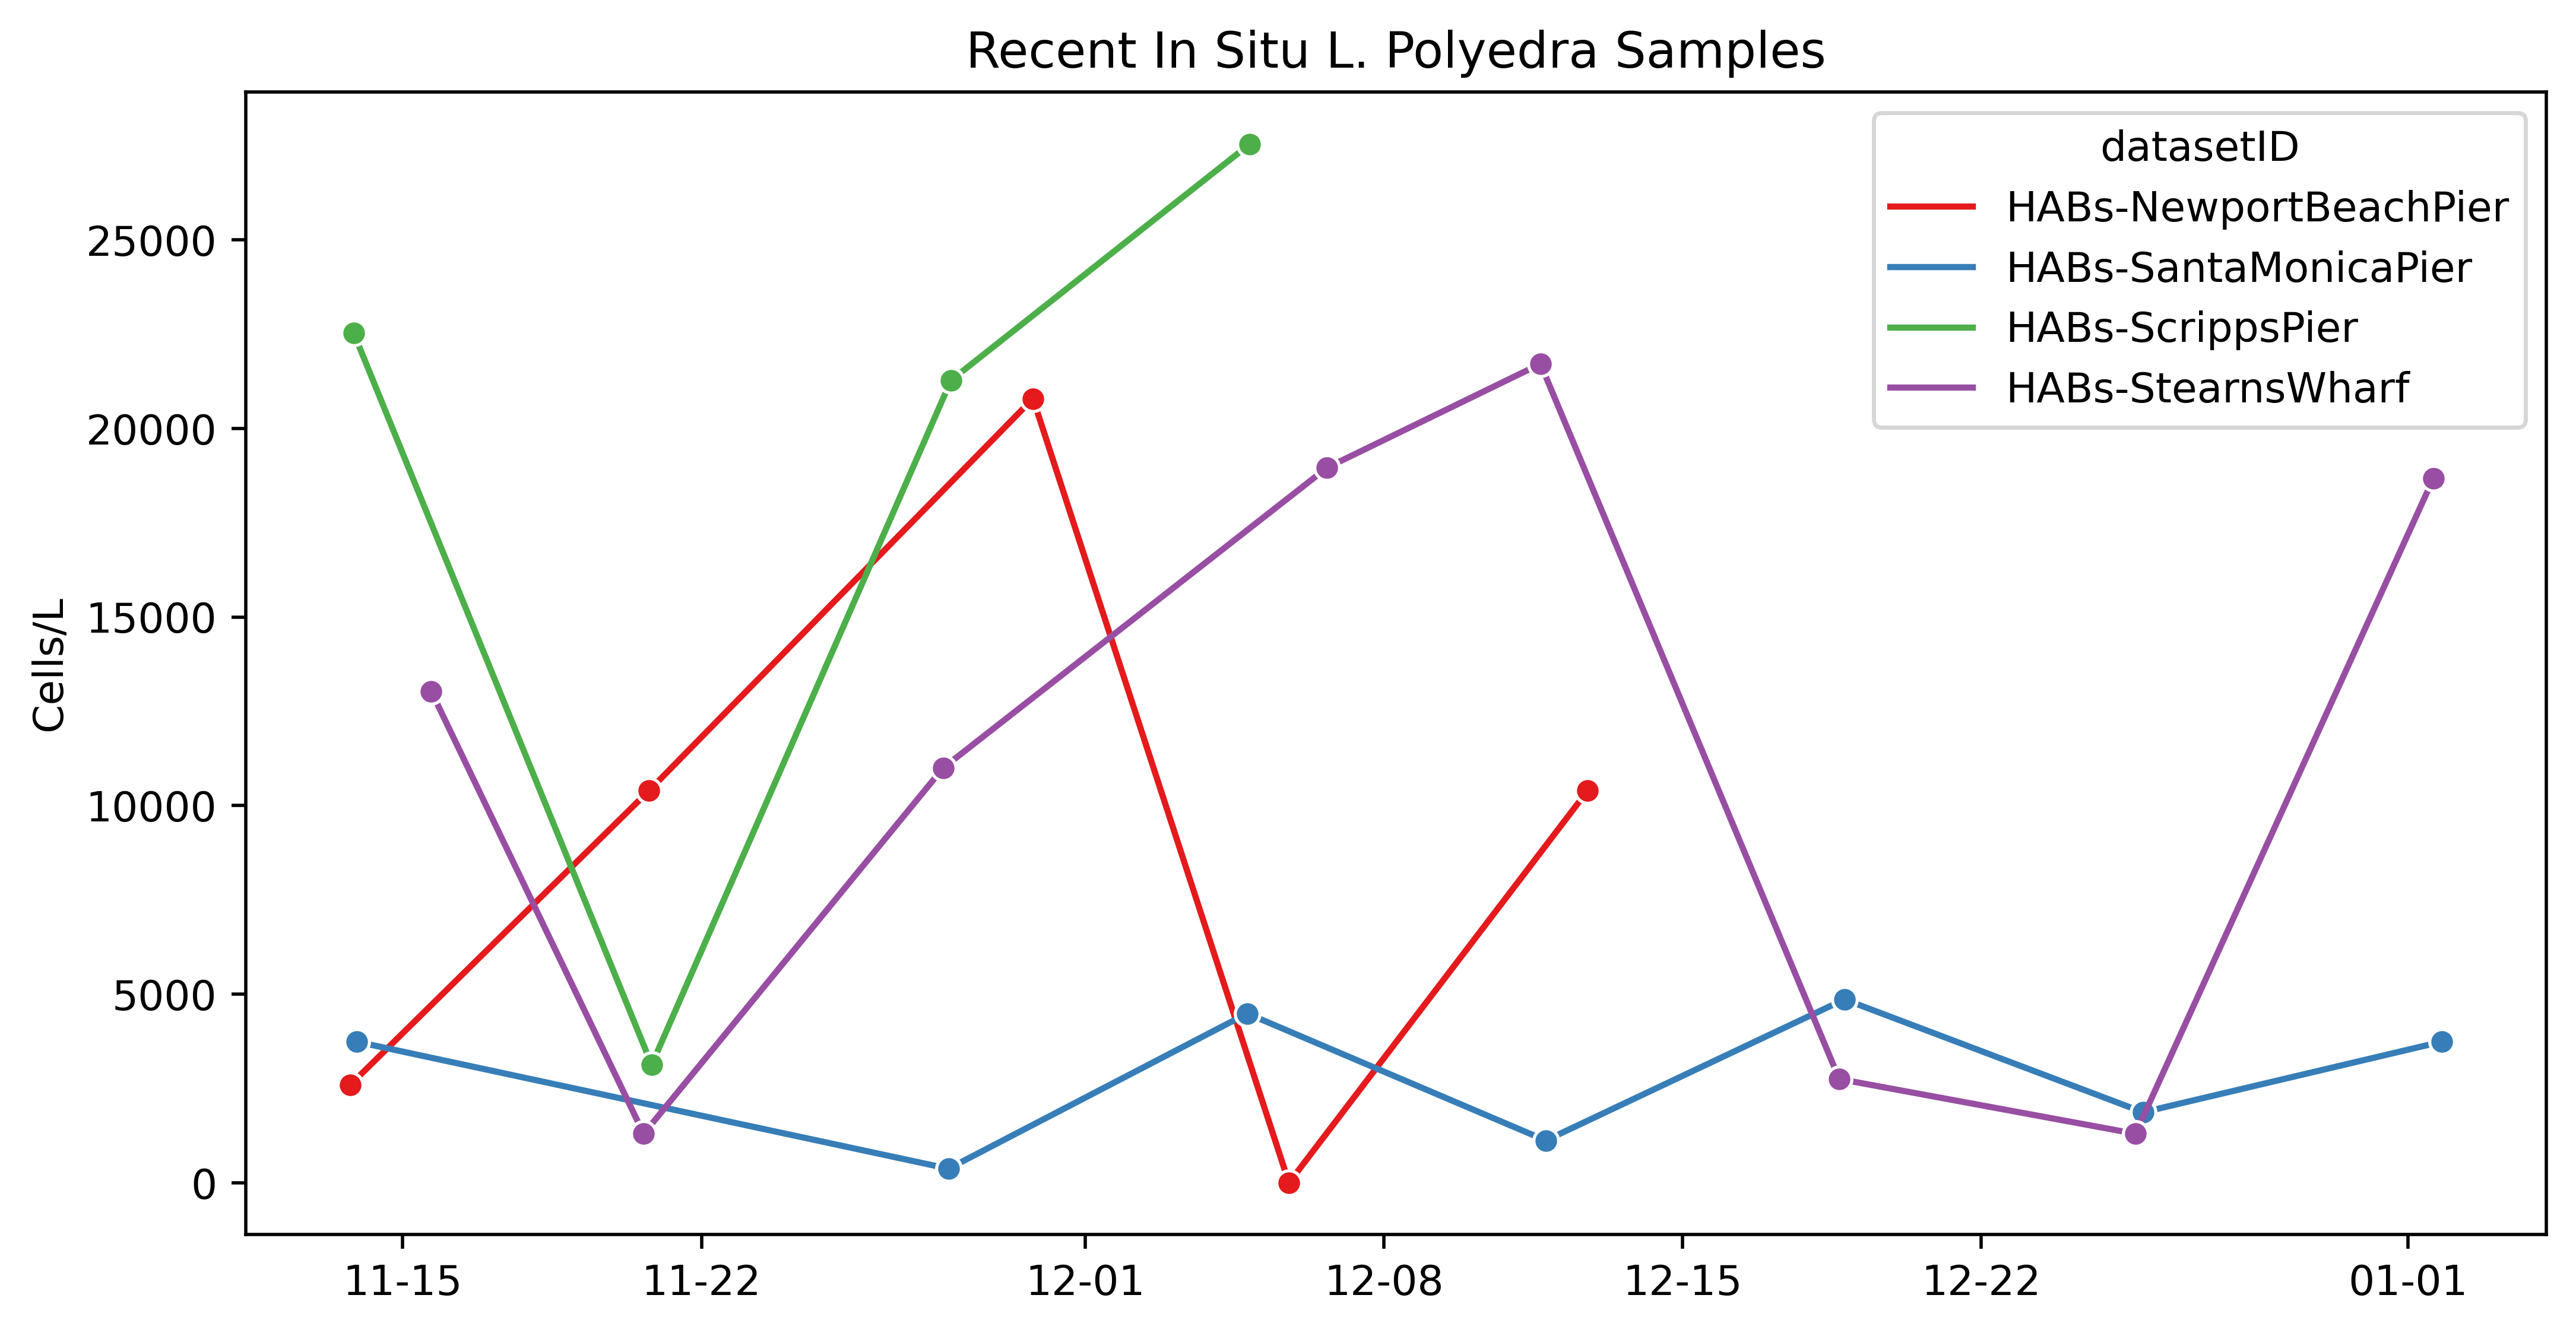 Recent In Situ L. Polyedra Samples
datasetID
HABs-NewportBeachPier
HABs-SantaMonicaPier
HABs-ScrippsPier
HABs-StearnsWharf
Cells/L
25000
20000
15000
10000
5000
0
11-15 11-22 12-01 12-08 12-15 12-22 01-01